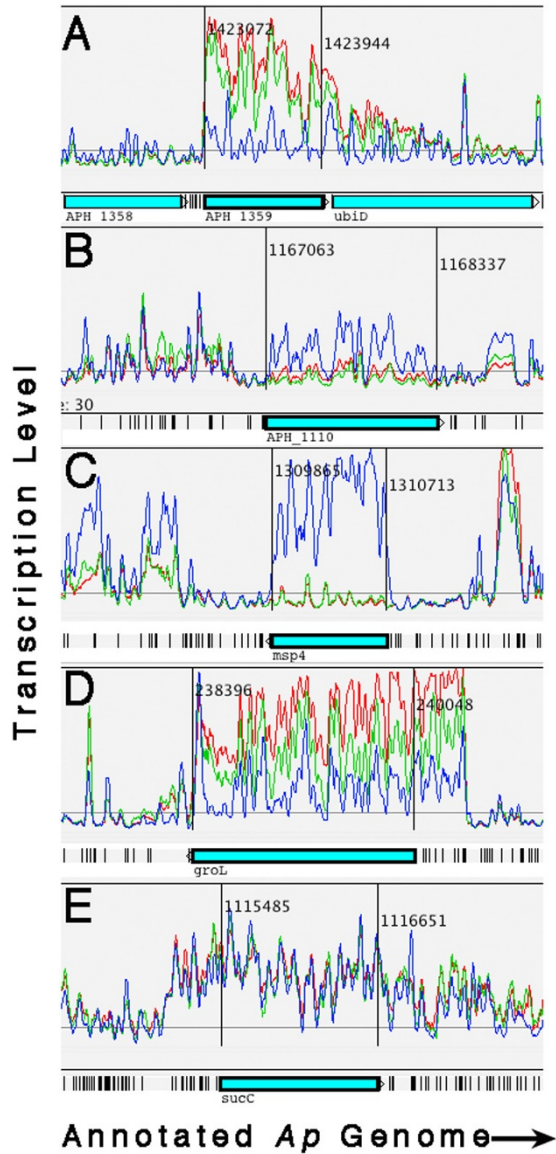 Transcription Level
A
1423072
1423944
APH 1358
APH 1359
ubiD
B
1167063
1168337
e: 30
APH_1110
C
1309865
1310713
msp4
D
238396
240048
groL
E
1115485
1116651
sucC
Annotated Ap Genome